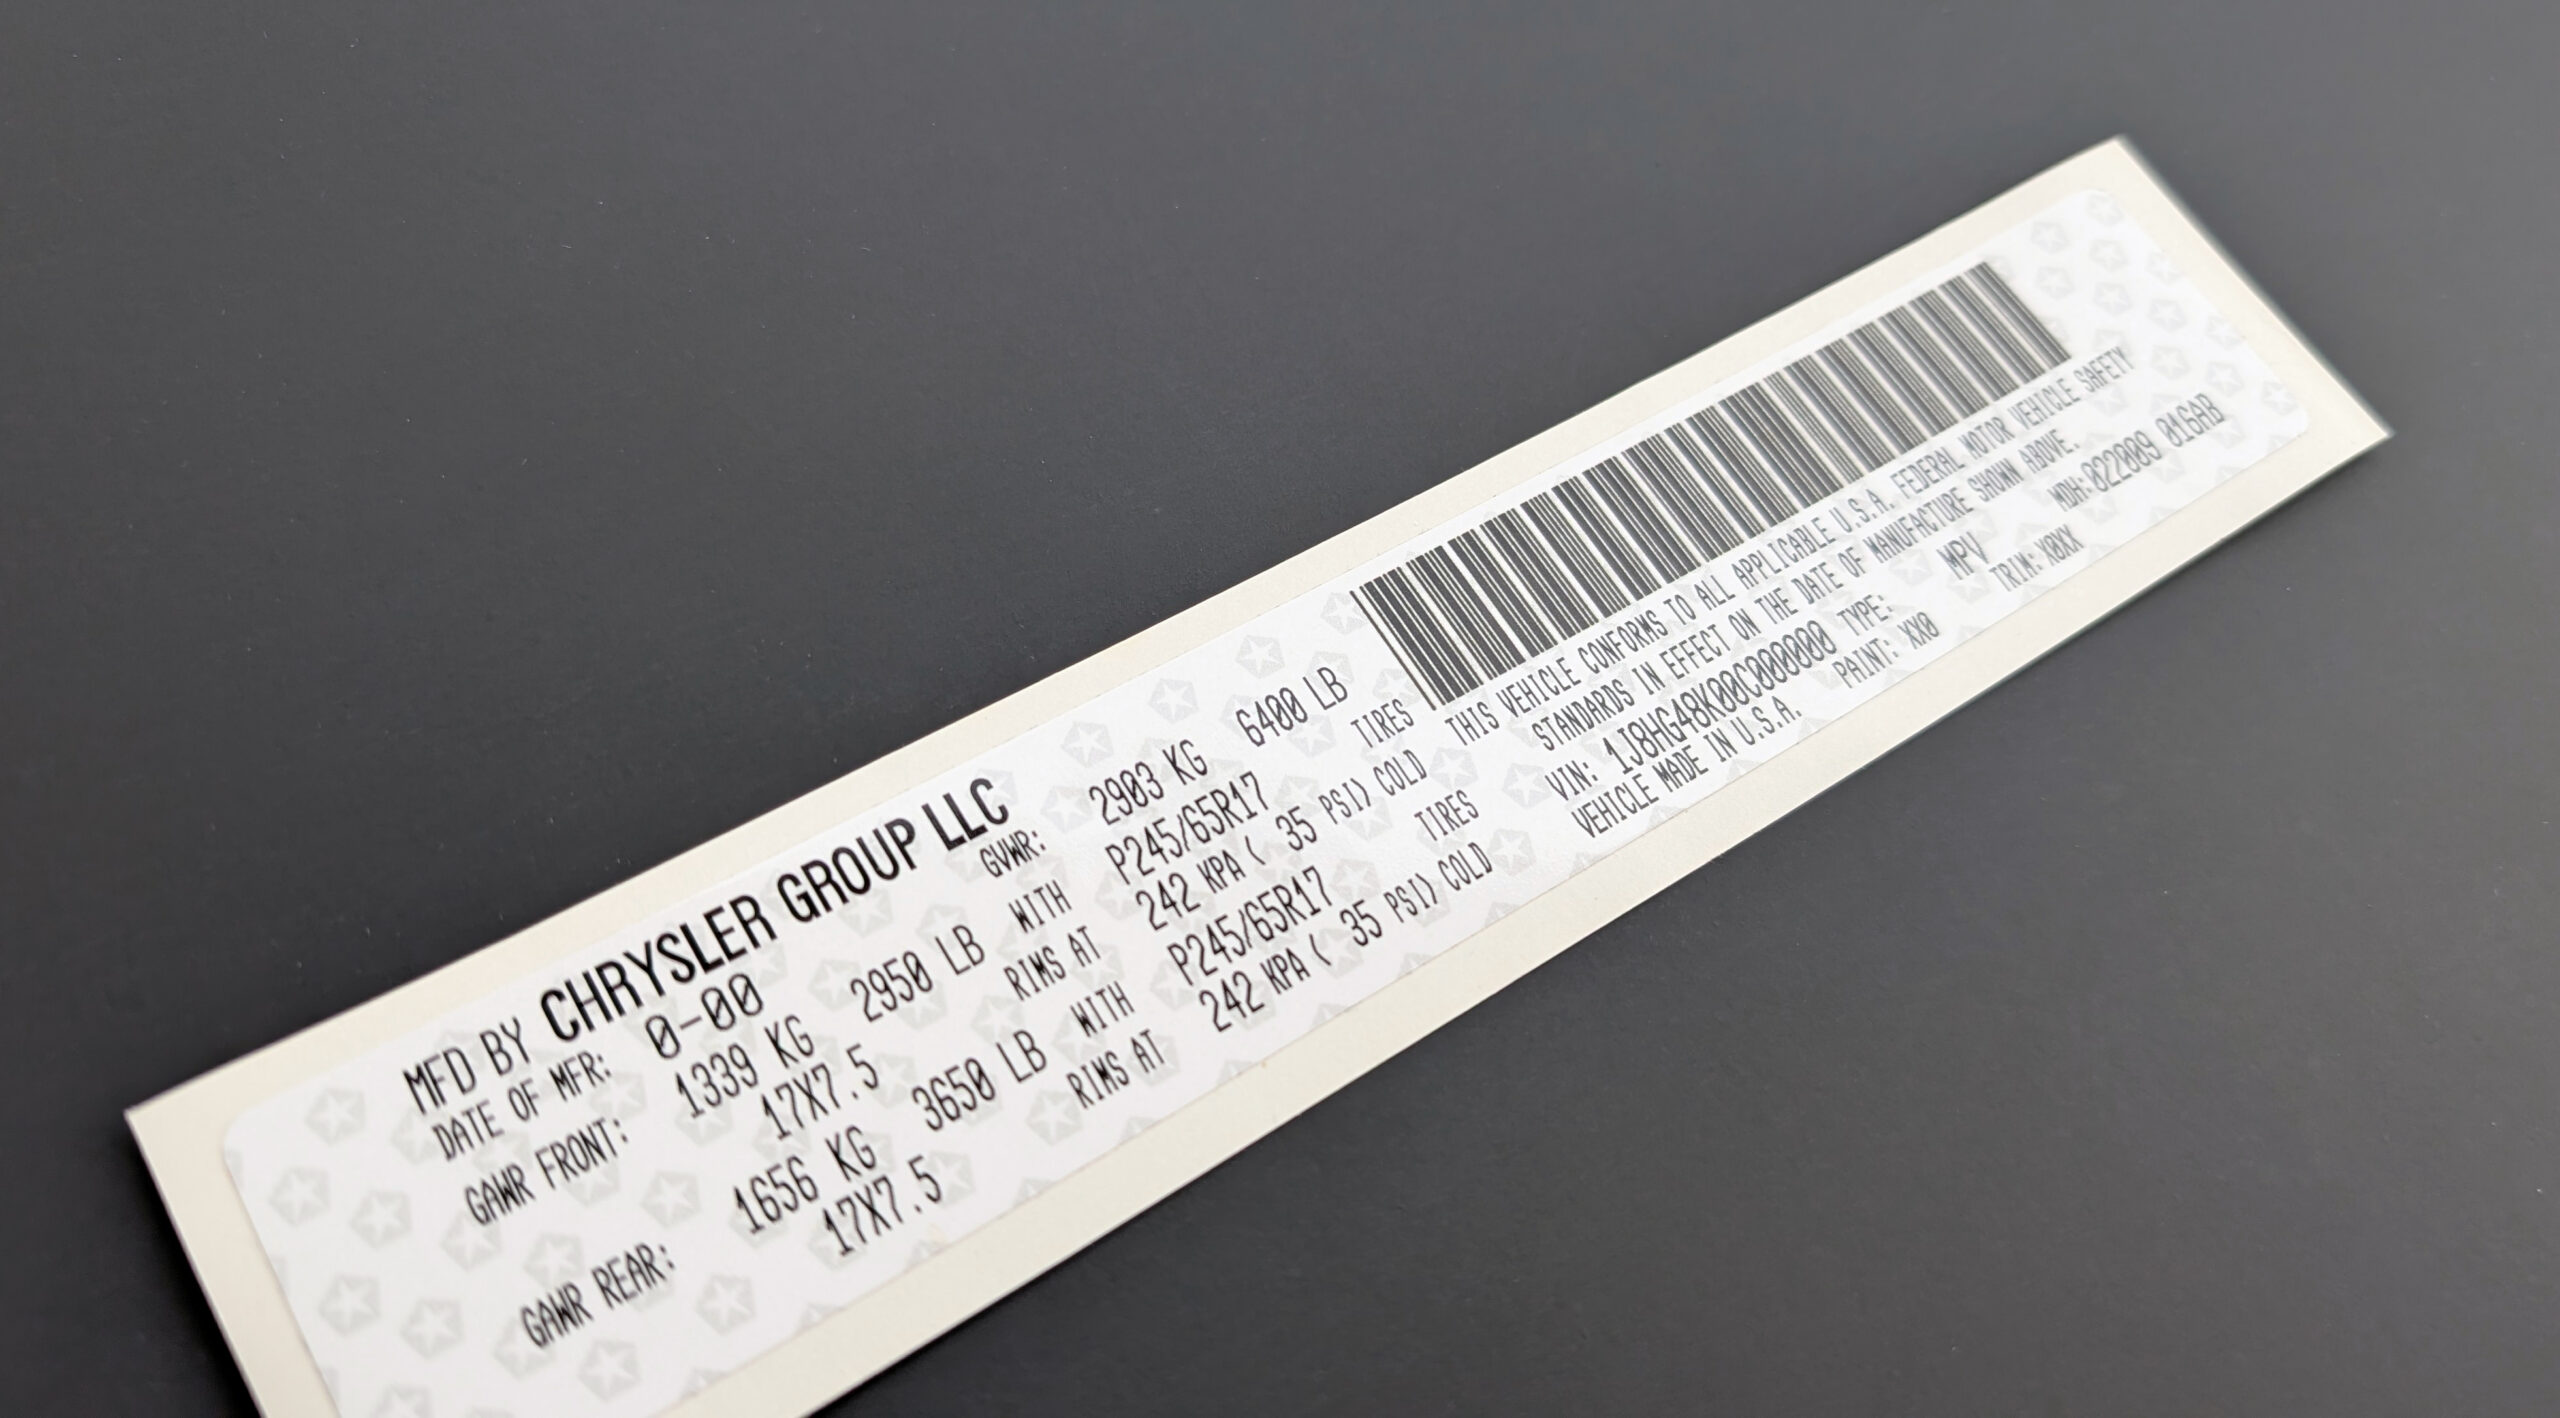 MFD BY CHRYSLER GROUP LLC
DATE OF MFR: 0-00 GVWR: 2903 KG 6400 LB
GAWR FRONT: 1339 KG 2950 LB WITH P245/65R17 TIRES
17X7.5 RIMS AT 242 KPA ( 35 PSI) COLD
GAWR REAR: 1656 KG 3650 LB WITH P245/65R17 TIRES
17X7.5 RIMS AT 242 KPA ( 35 PSI) COLD
THIS VEHICLE CONFORMS TO ALL APPLICABLE U.S.A. FEDERAL MOTOR VEHICLE SAFETY
STANDARDS IN EFFECT ON THE DATE OF MANUFACTURE SHOWN ABOVE.
VIN: 1J8HG48K00C000000 TYPE: MPV MDH:022009 016AB
VEHICLE MADE IN U.S.A. PAINT: XX0 TRIM: X0XX